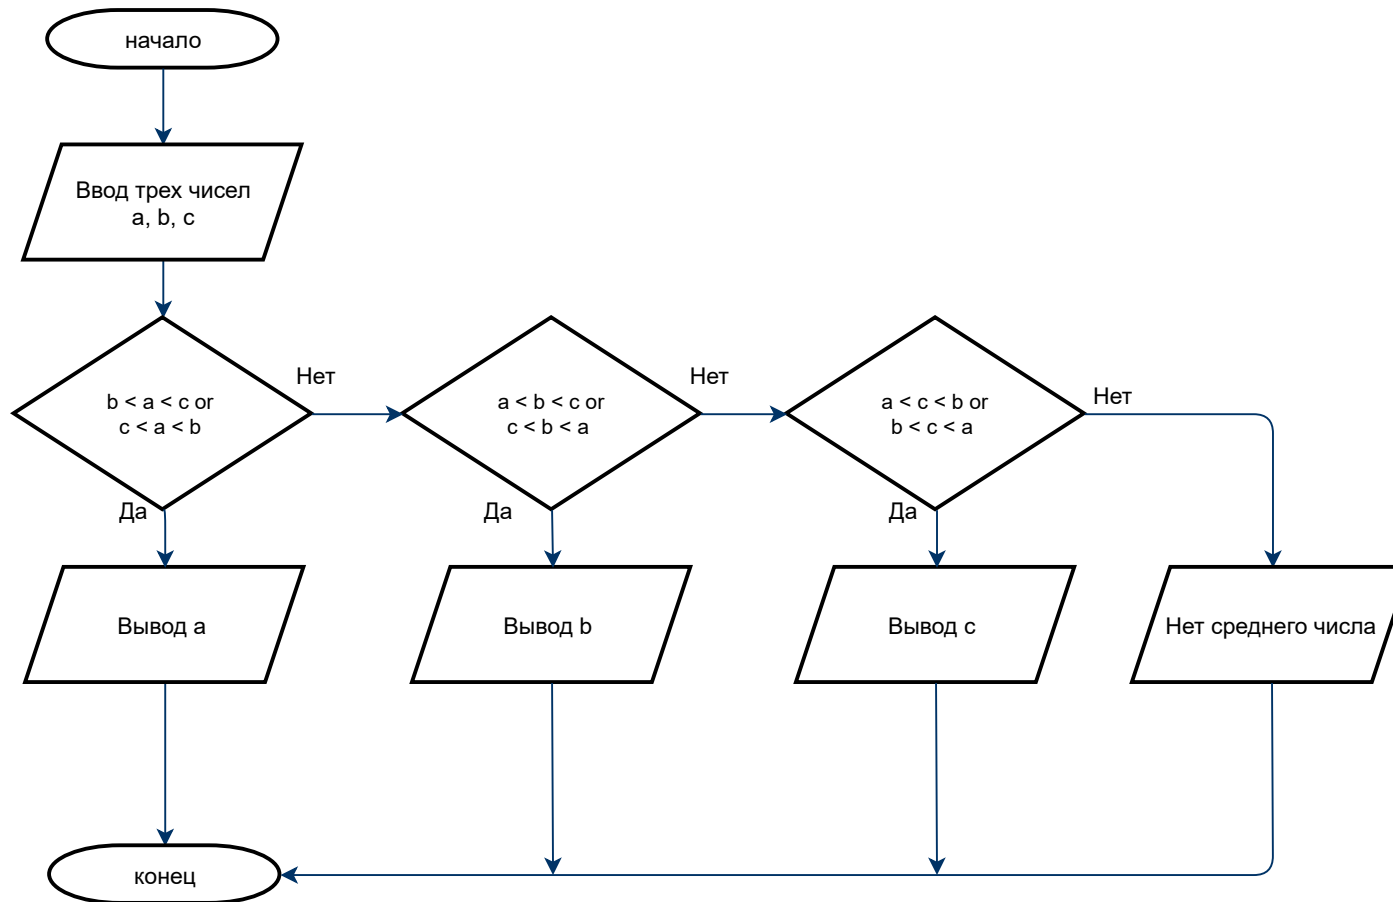 начало
Ввод трех чисел
a, b, c
b < a < c or
c < a < b
Нет
a < b < c or
c < b < a
Нет
a < c < b or
b < c < a
Нет
Да
Да
Да
Вывод a
Вывод b
Вывод c
Нет среднего числа
конец